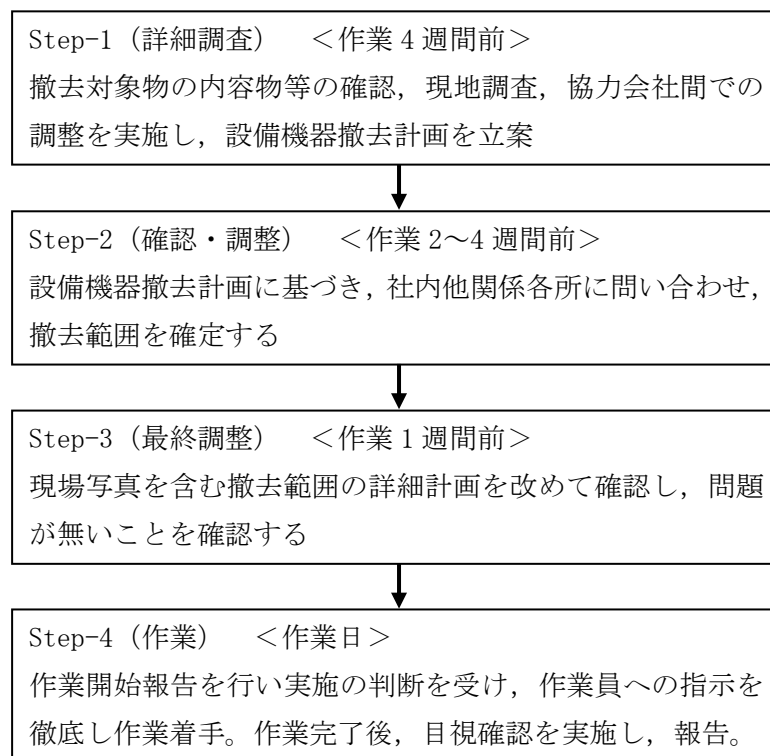 Step-1（詳細調査）　＜作業 4 週間前＞
撤去対象物の内容物等の確認，現地調査，協力会社間での
調整を実施し，設備機器撤去計画を立案
Step-2（確認・調整）　＜作業 2～4 週間前＞
設備機器撤去計画に基づき，社内他関係各所に問い合わせ，
撤去範囲を確定する
Step-3（最終調整）　＜作業 1 週間前＞
現場写真を含む撤去範囲の詳細計画を改めて確認し，問題
が無いことを確認する
Step-4（作業）　＜作業日＞
作業開始報告を行い実施の判断を受け，作業員への指示を
徹底し作業着手。作業完了後，目視確認を実施し，報告。